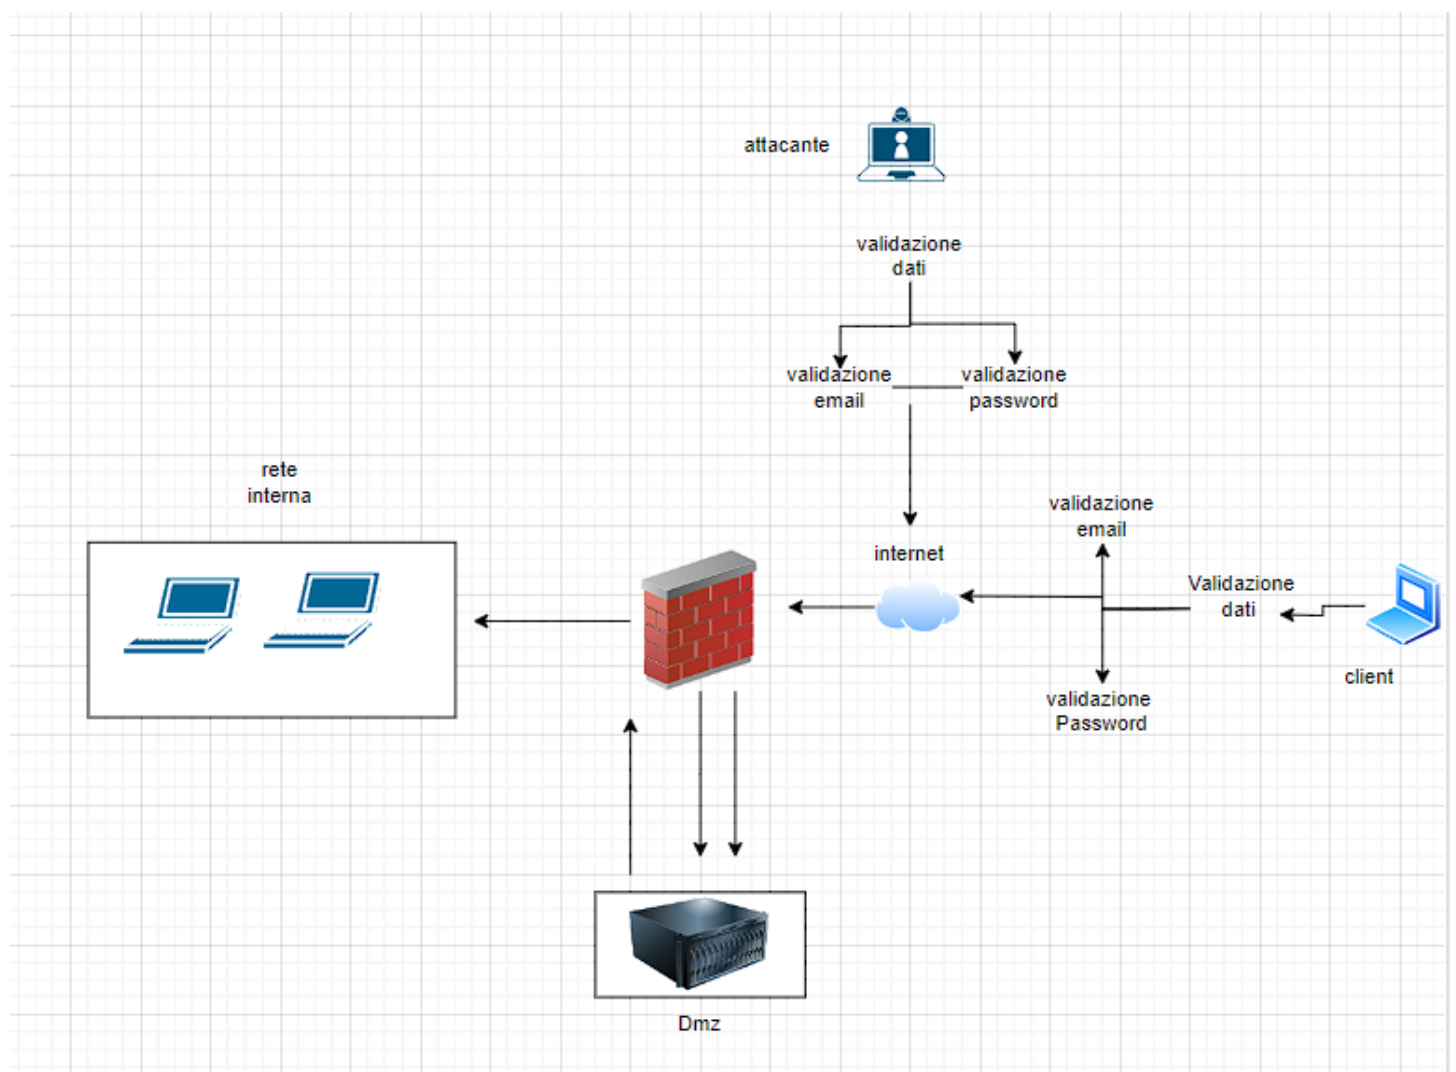 attacante
validazione
dati
validazione
email
validazione
password
rete
interna
validazione
email
internet
Validazione
dati
client
validazione
Password
Dmz